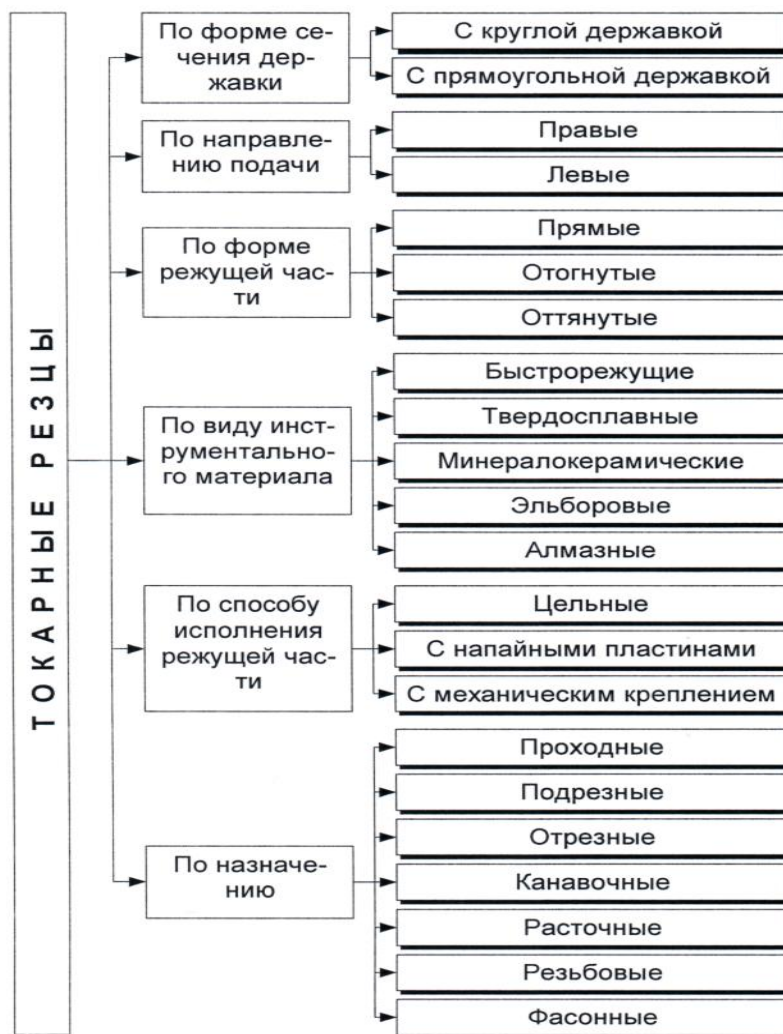 ТОКАРНЫЕ РЕЗЦЫ
По форме се-
чения дер-
жавки
С круглой державкой
С прямоугольной державкой
По направле-
нию подачи
Правые
Левые
По форме
режущей час-
ти
Прямые
Отогнутые
Оттянутые
По виду инст-
рументально-
го материала
Быстрорежущие
Твердосплавные
Минералокерамические
Эльборовые
Алмазные
По способу
исполнения
режущей час-
ти
Цельные
С напайными пластинами
С механическим креплением
По назначе-
нию
Проходные
Подрезные
Отрезные
Канавочные
Расточные
Резьбовые
Фасонные